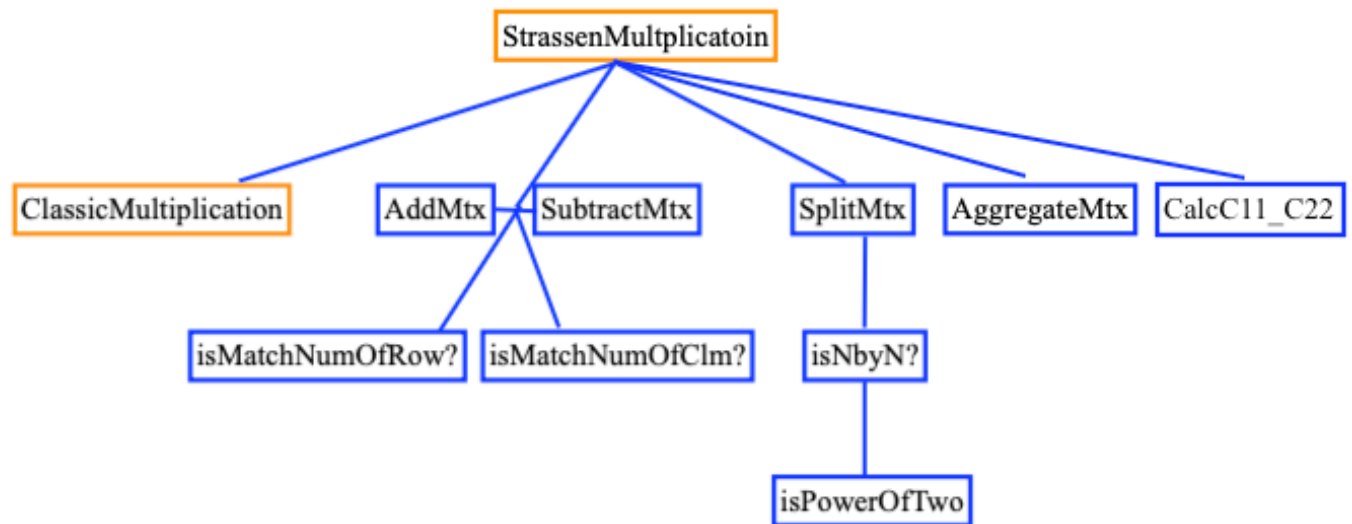 StrassenMultplicatoin
ClassicMultiplication
AddMtx
SubtractMtx
SplitMtx
AggregateMtx
CalcC11_C22
isMatchNumOfRow?
isMatchNumOfClm?
isNbyN?
isPowerOfTwo